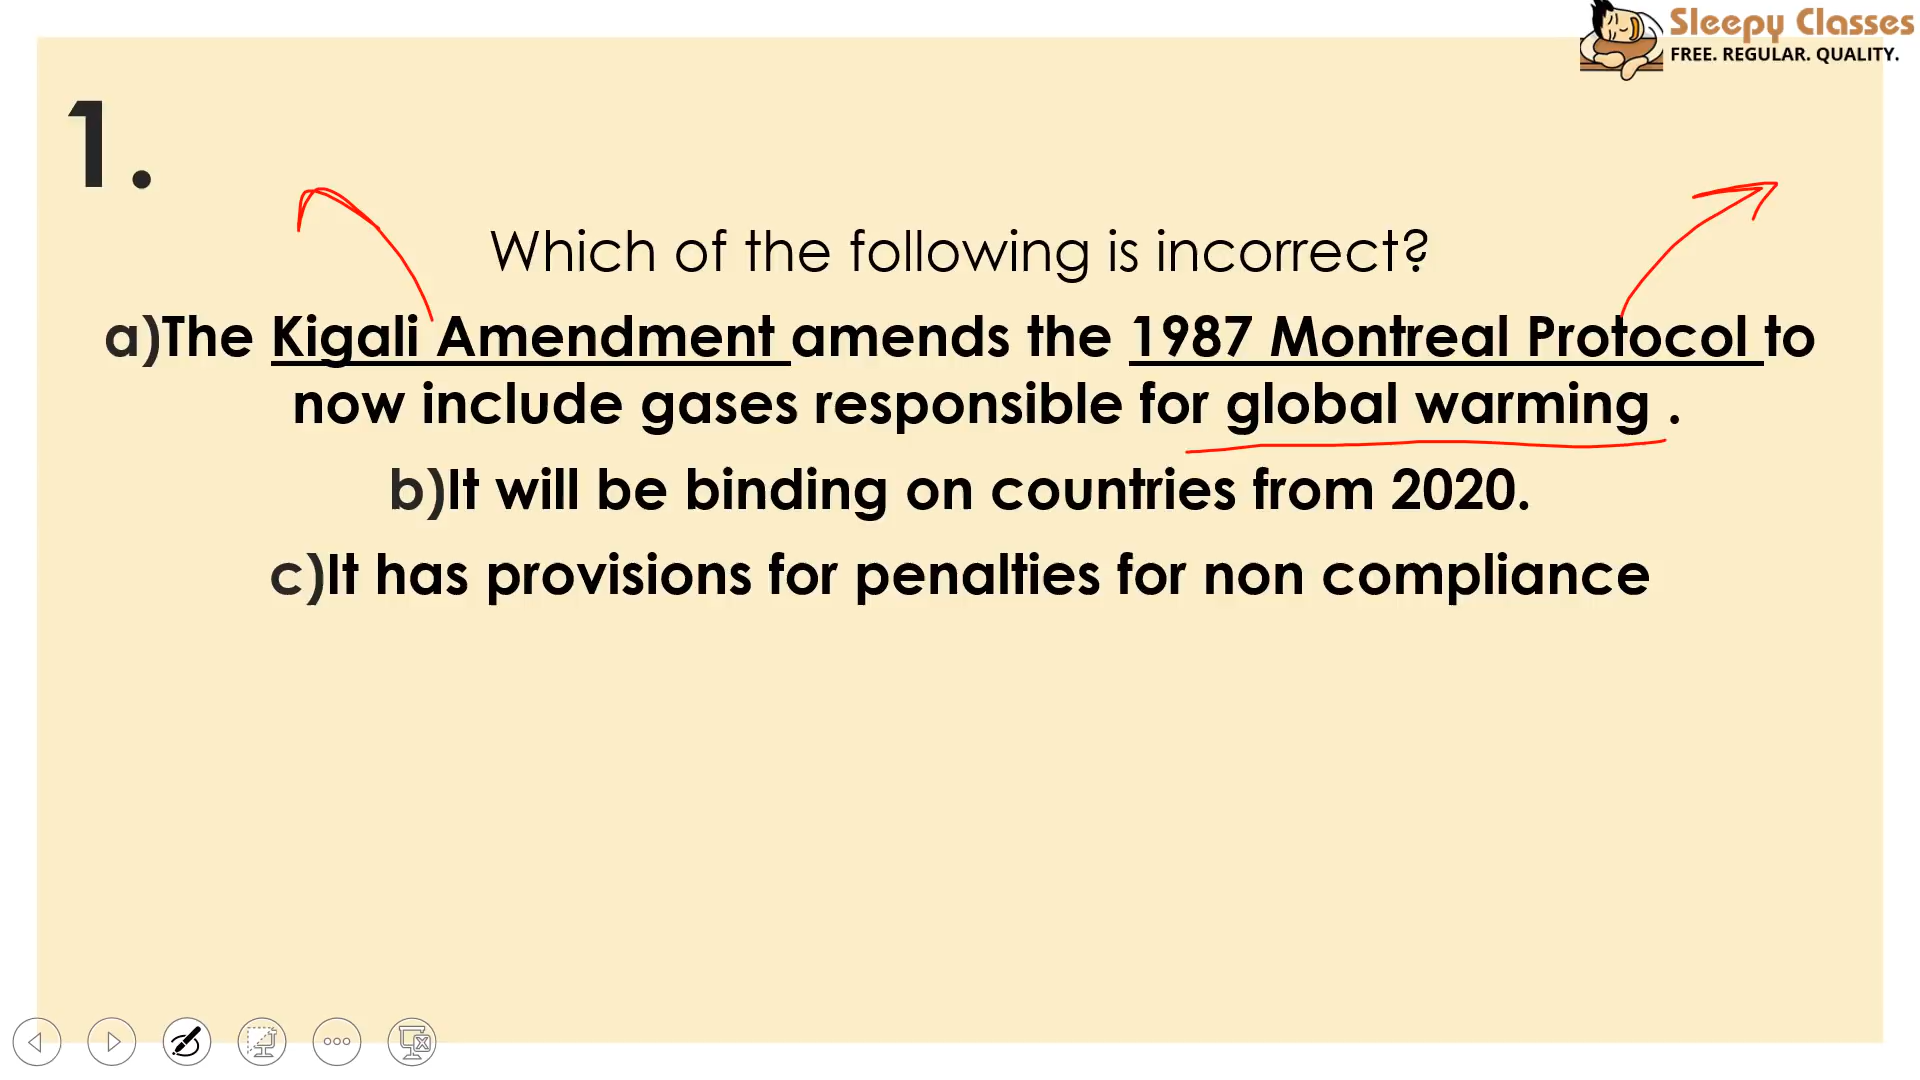 Sleepy Classes
FREE. REGULAR. QUALITY.
1.
Which of the following is incorrect?
a)The Kigali Amendment amends the 1987 Montreal Protocol to
now include gases responsible for global warming .
b)It will be binding on countries from 2020.
c)It has provisions for penalties for non compliance